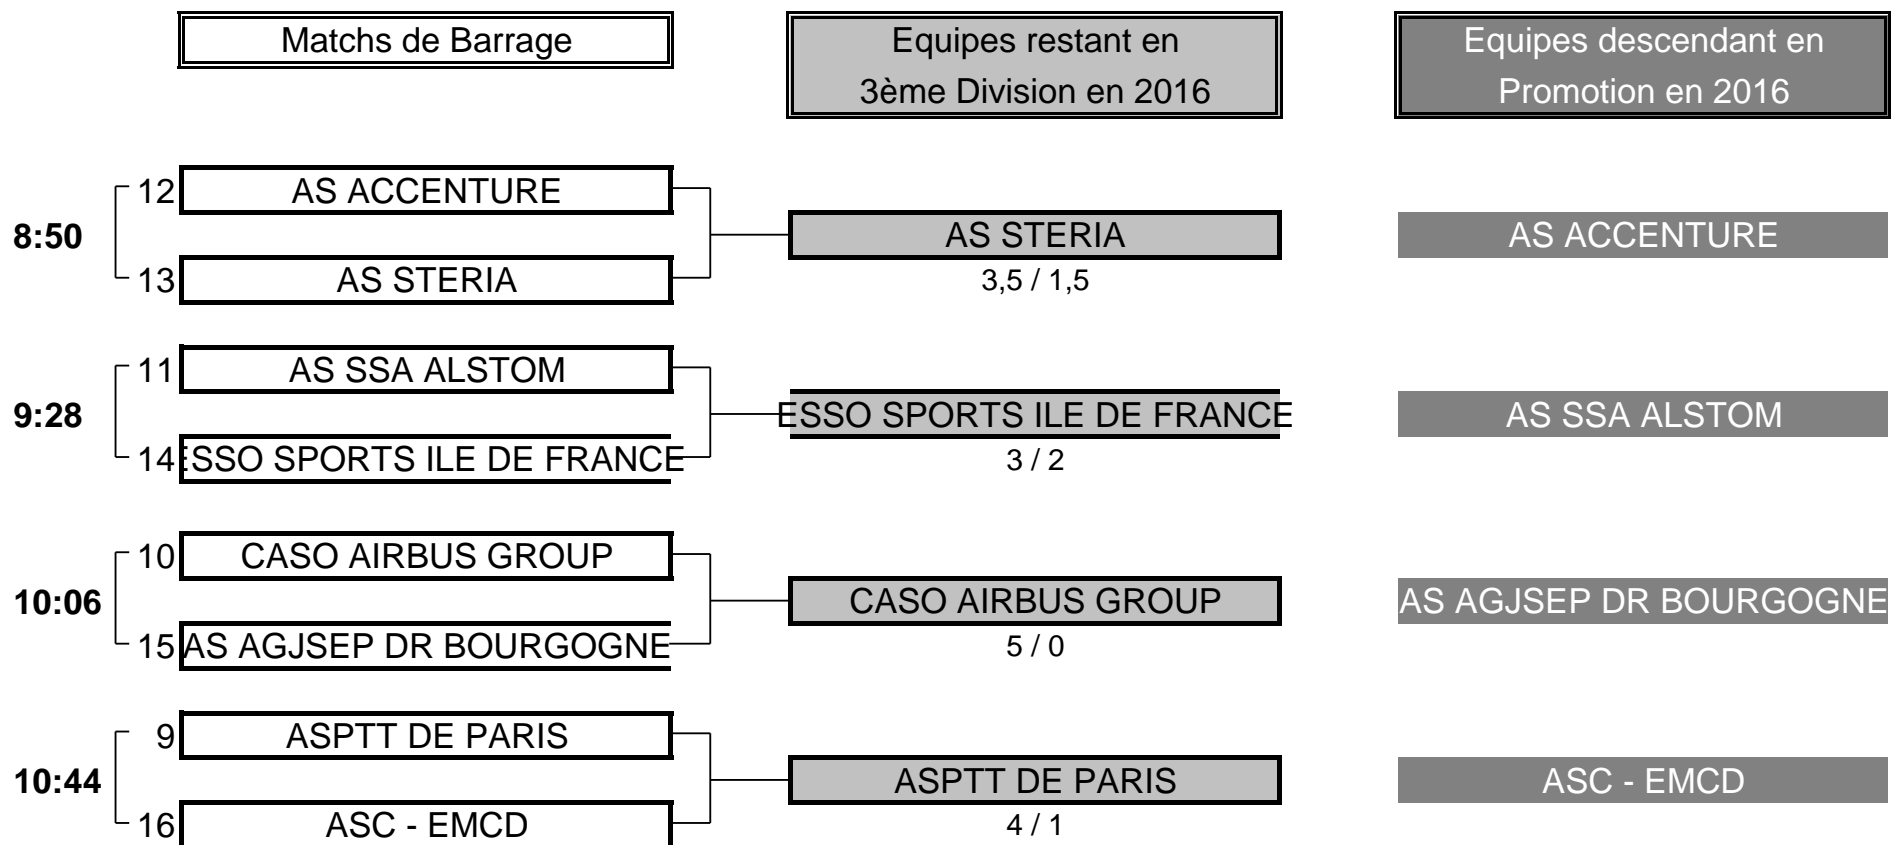 Matchs de Barrage
Equipes restant en
3ème Division en 2016
Equipes descendant en
Promotion en 2016
12 AS ACCENTURE
8:50 AS STERIA AS ACCENTURE
13 AS STERIA 3,5 / 1,5
11 AS SSA ALSTOM
9:28 ESSO SPORTS ILE DE FRANCE AS SSA ALSTOM
14 ESSO SPORTS ILE DE FRANCE 3 / 2
10 CASO AIRBUS GROUP
10:06 CASO AIRBUS GROUP AS AGJSEP DR BOURGOGNE
15 AS AGJSEP DR BOURGOGNE 5 / 0
9 ASPTT DE PARIS
10:44 ASPTT DE PARIS ASC - EMCD
16 ASC - EMCD 4 / 1